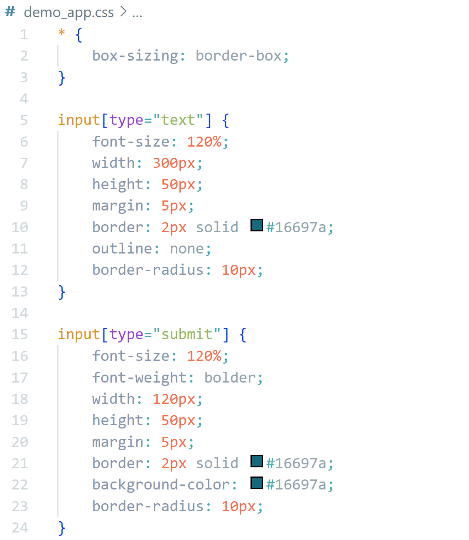 # demo_app.css > ...
1 * {
2 box-sizing: border-box;
3 }
4
5 input[type="text"] {
6 font-size: 120%;
7 width: 300px;
8 height: 50px;
9 margin: 5px;
10 border: 2px solid #16697a;
11 outline: none;
12 border-radius: 10px;
13 }
14
15 input[type="submit"] {
16 font-size: 120%;
17 font-weight: bolder;
18 width: 120px;
19 height: 50px;
20 margin: 5px;
21 border: 2px solid #16697a;
22 background-color: #16697a;
23 border-radius: 10px;
24 }